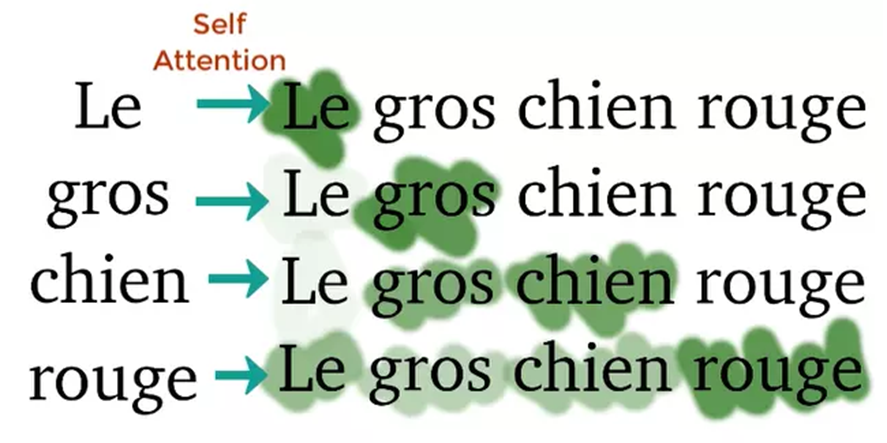 Self
Attention
Le → Le gros chien rouge
gros → Le gros chien rouge
chien → Le gros chien rouge
rouge → Le gros chien rouge